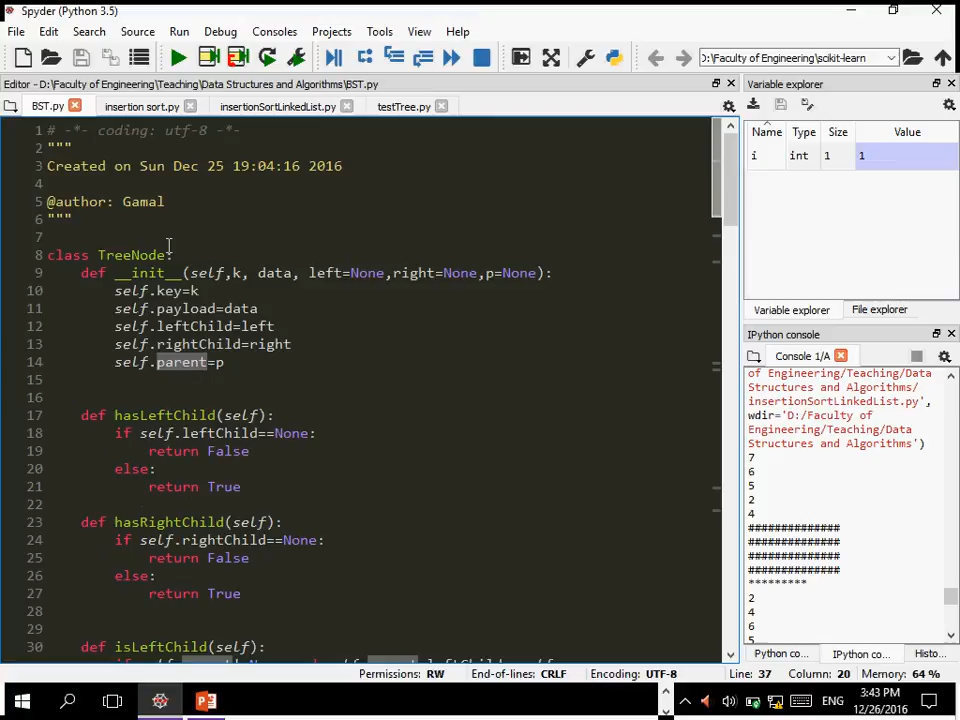 Spyder (Python 3.5)
File Edit Search Source Run Debug Consoles Projects Tools View Help
D:\Faculty of Engineering\scikit-learn
Editor - D:\Faculty of Engineering\Teaching\Data Structures and Algorithms\BST.py
BST.py insertion sort.py insertionSortLinkedList.py testTree.py
1 # -*- coding: utf-8 -*-
2 """
3 Created on Sun Dec 25 19:04:16 2016
4
5 @author: Gamal
6 """
7
8 class TreeNode:
9 def __init__(self,k, data, left=None,right=None,p=None):
10 self.key=k
11 self.payload=data
12 self.leftChild=left
13 self.rightChild=right
14 self.parent=p
15
16
17 def hasLeftChild(self):
18 if self.leftChild==None:
19 return False
20 else:
21 return True
22
23 def hasRightChild(self):
24 if self.rightChild==None:
25 return False
26 else:
27 return True
28
29
30 def isLeftChild(self):
Variable explorer
Name Type Size Value
i int 1 1
Variable explorer File explorer
IPython console
Console 1/A
of Engineering/Teaching/Data
Structures and Algorithms/
insertionSortLinkedList.py',
wdir='D:/Faculty of
Engineering/Teaching/Data
Structures and Algorithms')
7
6
5
2
4
##############
##############
##############
##############
*********
2
4
6
5
Python co... IPython co... Histo...
Permissions: RW End-of-lines: CRLF Encoding: UTF-8 Line: 37 Column: 20 Memory: 64 %
ENG 3:43 PM
12/26/2016